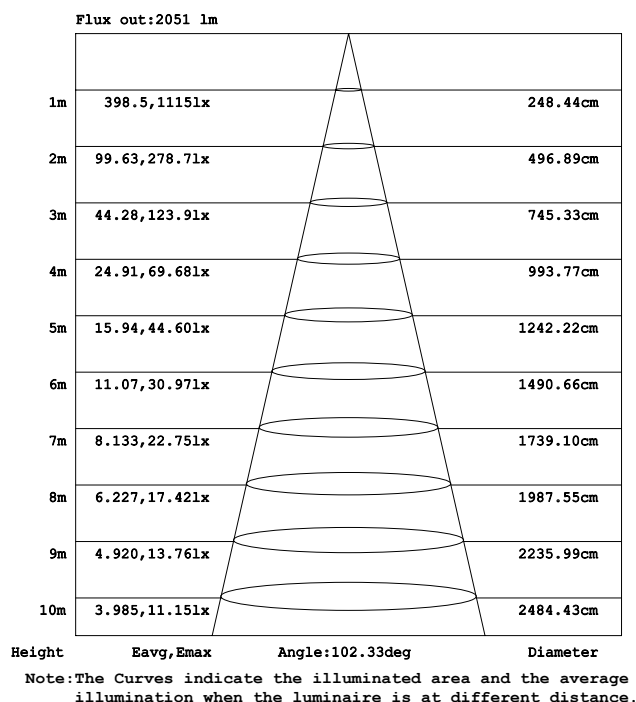 Flux out:2051 lm
1m 398.5,1115lx 248.44cm
2m 99.63,278.7lx 496.89cm
3m 44.28,123.9lx 745.33cm
4m 24.91,69.68lx 993.77cm
5m 15.94,44.60lx 1242.22cm
6m 11.07,30.97lx 1490.66cm
7m 8.133,22.75lx 1739.10cm
8m 6.227,17.42lx 1987.55cm
9m 4.920,13.76lx 2235.99cm
10m 3.985,11.15lx 2484.43cm
Height Eavg,Emax Angle:102.33deg Diameter
Note:The Curves indicate the illuminated area and the average
illumination when the luminaire is at different distance.